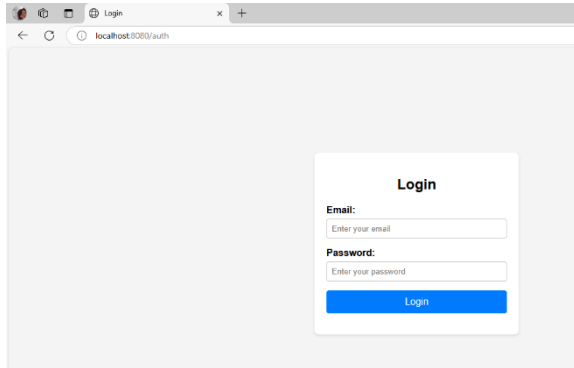 Login
localhost:8080/auth
Login
Email:
Enter your email
Password:
Enter your password
Login